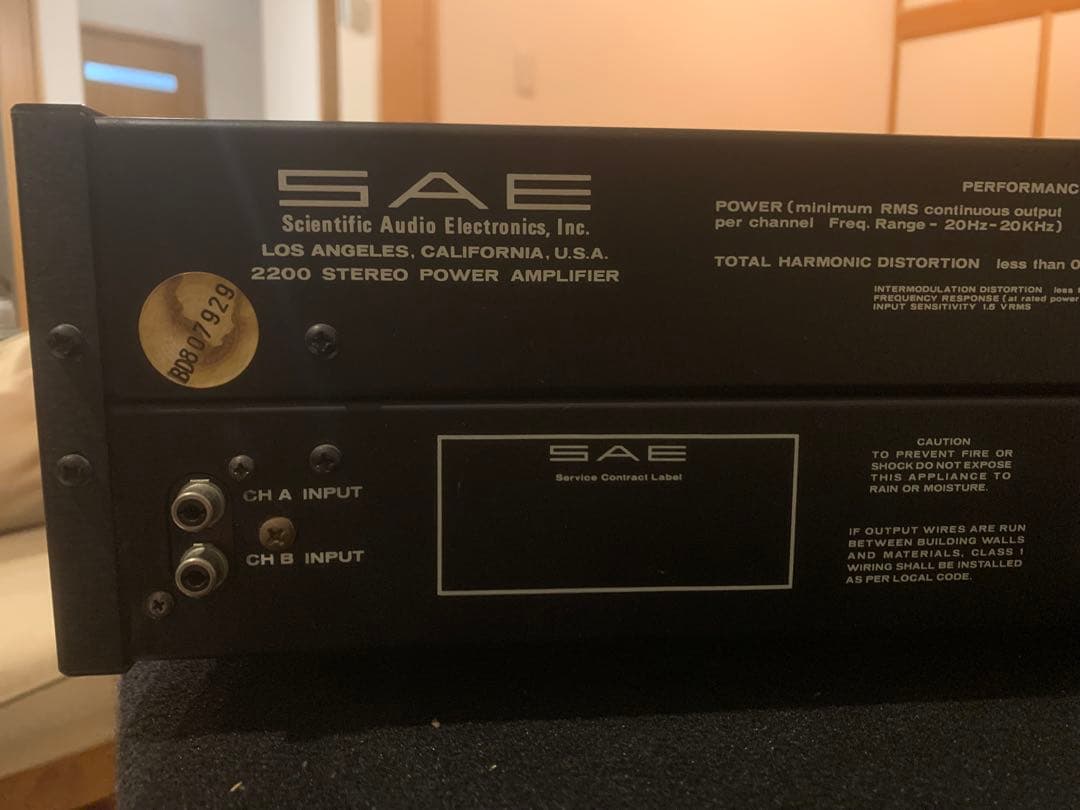 SAE
Scientific Audio Electronics, Inc.
LOS ANGELES, CALIFORNIA, U.S.A.
2200 STEREO POWER AMPLIFIER
BD807929
PERFORMANC
POWER (minimum RMS continuous output
per channel Freq. Range - 20Hz-20KHz)
TOTAL HARMONIC DISTORTION less than 0
INTERMODULATION DISTORTION less
FREQUENCY RESPONSE (at rated power
INPUT SENSITIVITY 1.5 VRMS
CH A INPUT
CH B INPUT
SAE
Service Contract Label
CAUTION
TO PREVENT FIRE OR
SHOCK DO NOT EXPOSE
THIS APPLIANCE TO
RAIN OR MOISTURE.
IF OUTPUT WIRES ARE RUN
BETWEEN BUILDING WALLS
AND MATERIALS, CLASS 1
WIRING SHALL BE INSTALLED
AS PER LOCAL CODE.